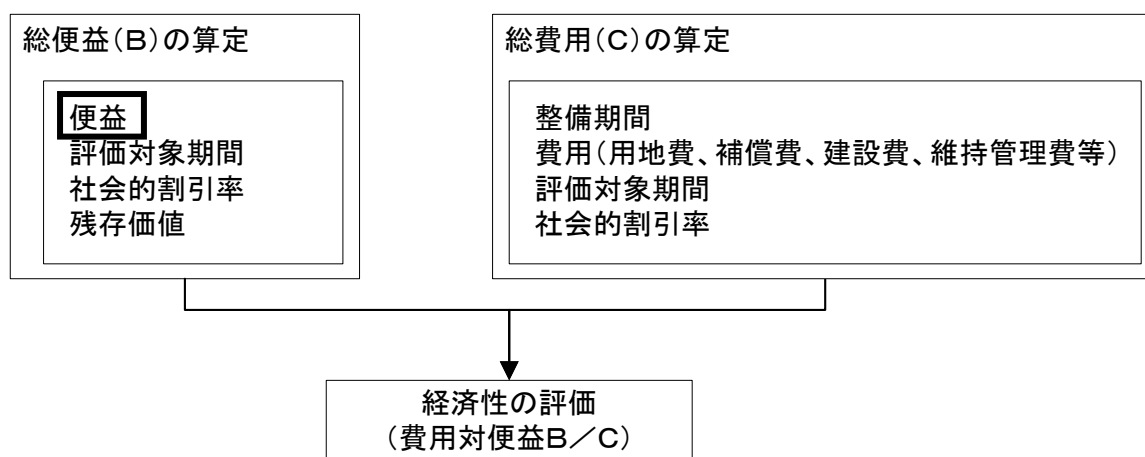 総便益（Ｂ）の算定
便益
評価対象期間
社会的割引率
残存価値
総費用（Ｃ）の算定
整備期間
費用（用地費、補償費、建設費、維持管理費等）
評価対象期間
社会的割引率
経済性の評価
（費用対便益Ｂ／Ｃ）